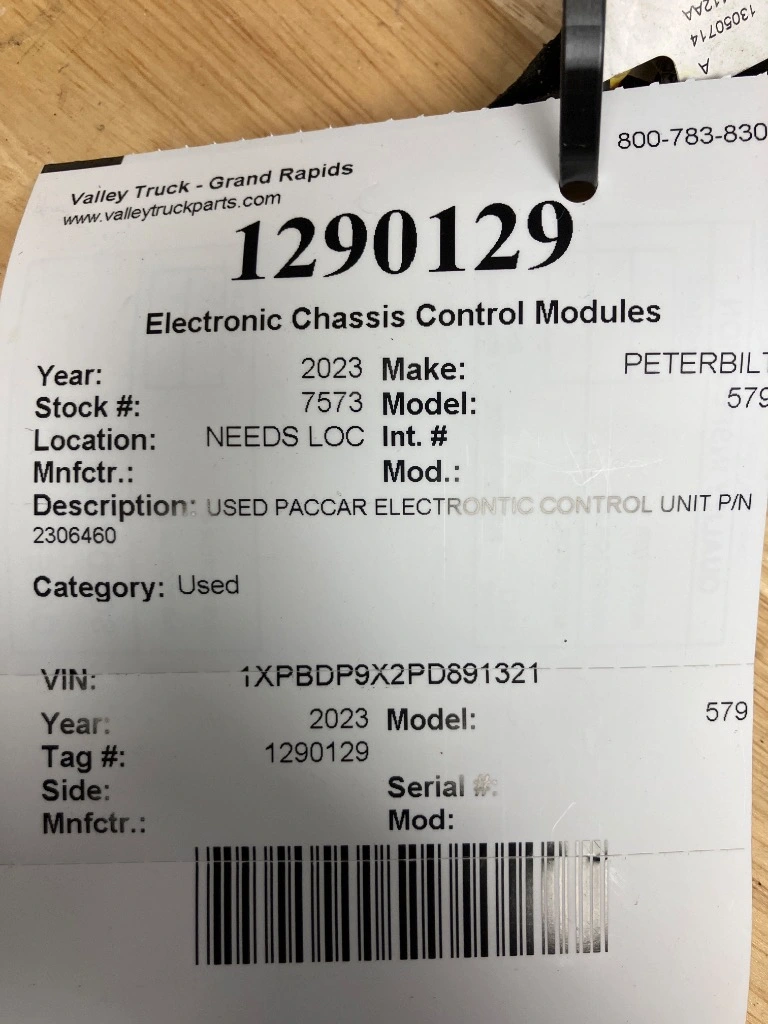 13050714
112AA
A
800-783-830
Valley Truck - Grand Rapids
www.valleytruckparts.com
1290129
Electronic Chassis Control Modules
Year: 2023 Make: PETERBILT
Stock #: 7573 Model: 579
Location: NEEDS LOC Int. #
Mnfctr.: Mod.:
Description: USED PACCAR ELECTRONTIC CONTROL UNIT P/N
2306460
Category: Used
VIN: 1XPBDP9X2PD891321
Year: 2023 Model: 579
Tag #: 1290129
Side: Serial #:
Mnfctr.: Mod: